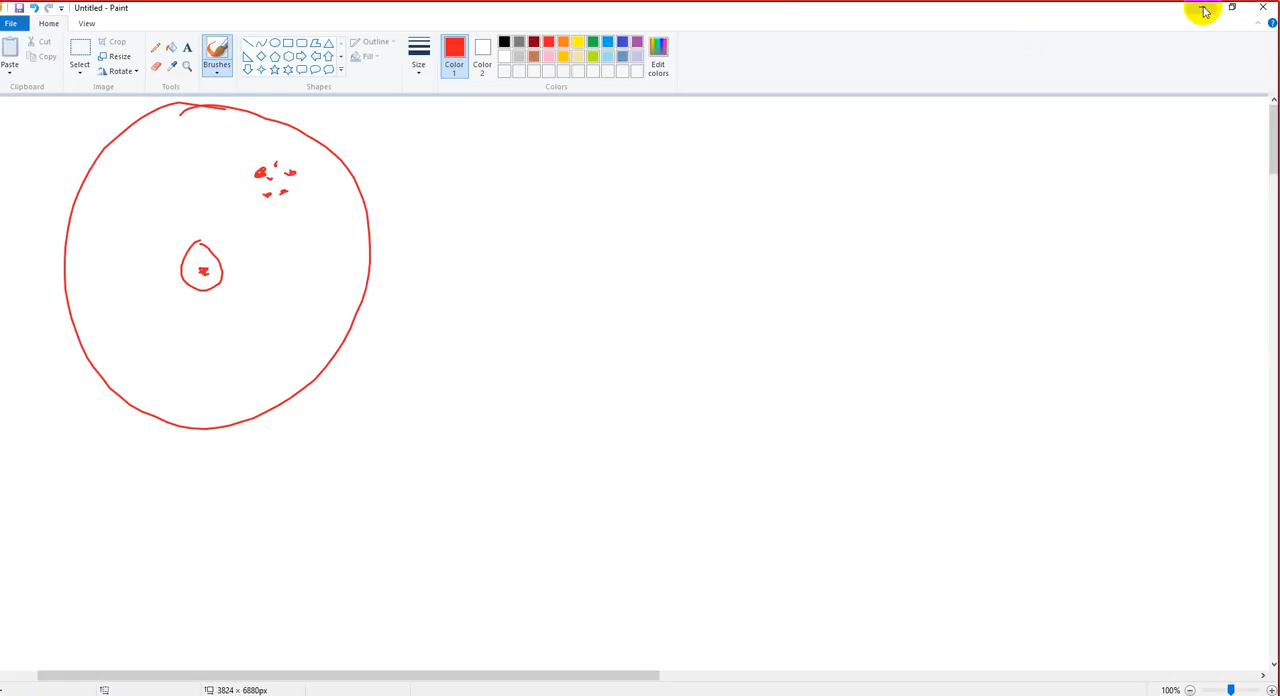 Untitled - Paint
File Home View
Paste
Cut
Copy
Clipboard
Select
Crop
Resize
Rotate
Image
Tools
Brushes
Shapes
Outline
Fill
Size
Color 1
Color 2
Edit colors
Colors
3824 × 6880px
100%